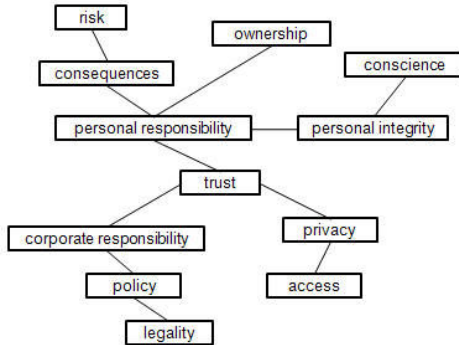 risk
ownership
consequences
conscience
personal responsibility
personal integrity
trust
corporate responsibility
privacy
policy
access
legality